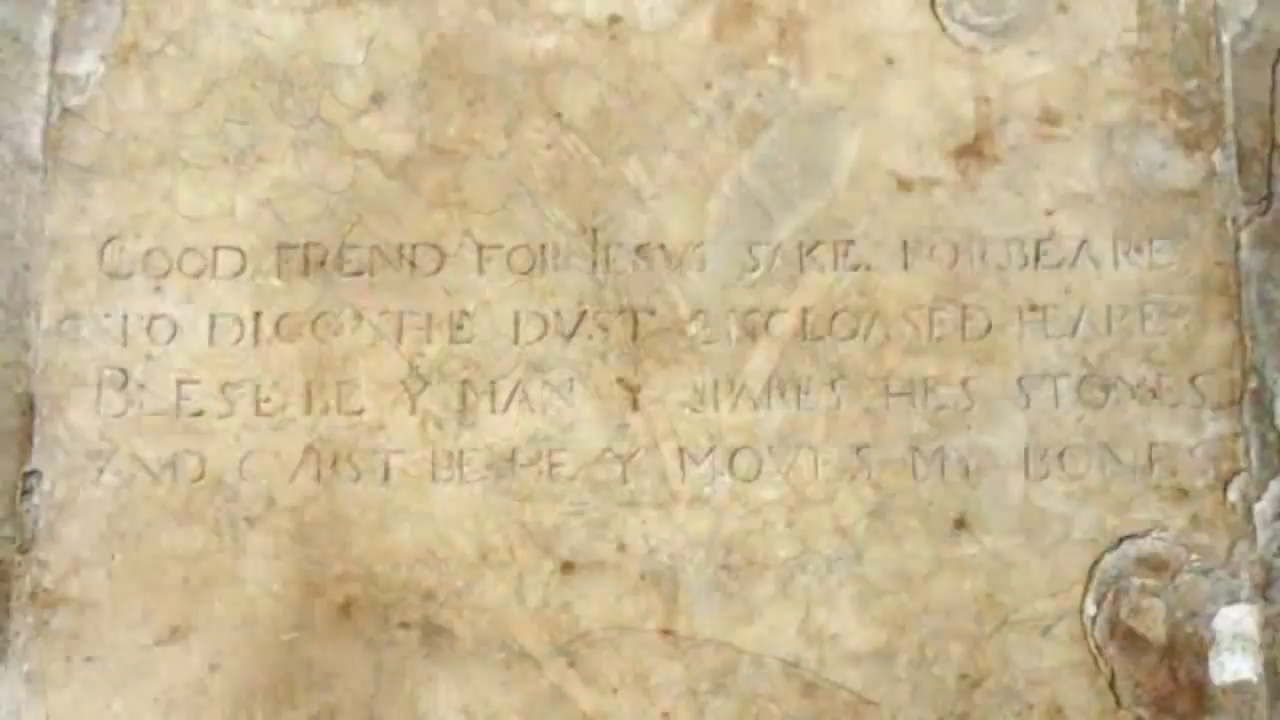 GOOD FREND FOR IESVS SAKE FORBEARE
TO DIGG THE DVST ENCLOASED HEARE
BLESE BE Y MAN Y SPARES THES STONES
AND CVRST BE HE Y MOVES MY BONES